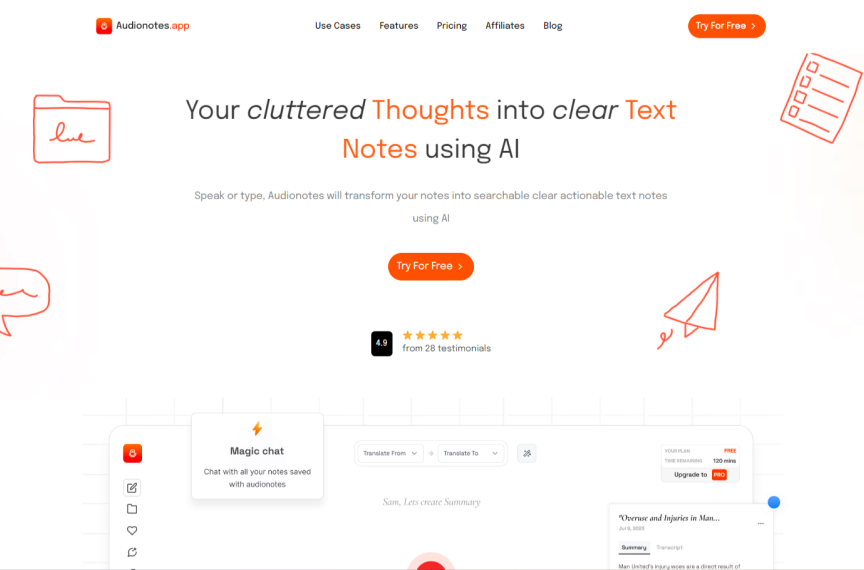 Audionotes.app
Use Cases
Features
Pricing
Affiliates
Blog
Try For Free
Your cluttered Thoughts into clear Text
Notes using AI
Speak or type, Audionotes will transform your notes into searchable clear actionable text notes
using AI
Try For Free
4.9
from 28 testimonials
Magic chat
Chat with all your notes saved
with audionotes
Translate From
Translate To
YOUR PLAN FREE
TIME REMAINING 120 mins
Upgrade to PRO
Sam, Lets create Summary
"Overuse and Injuries in Man...
Jul 5, 2023
Summary
Transcript
Man United's injury woes are a direct result of